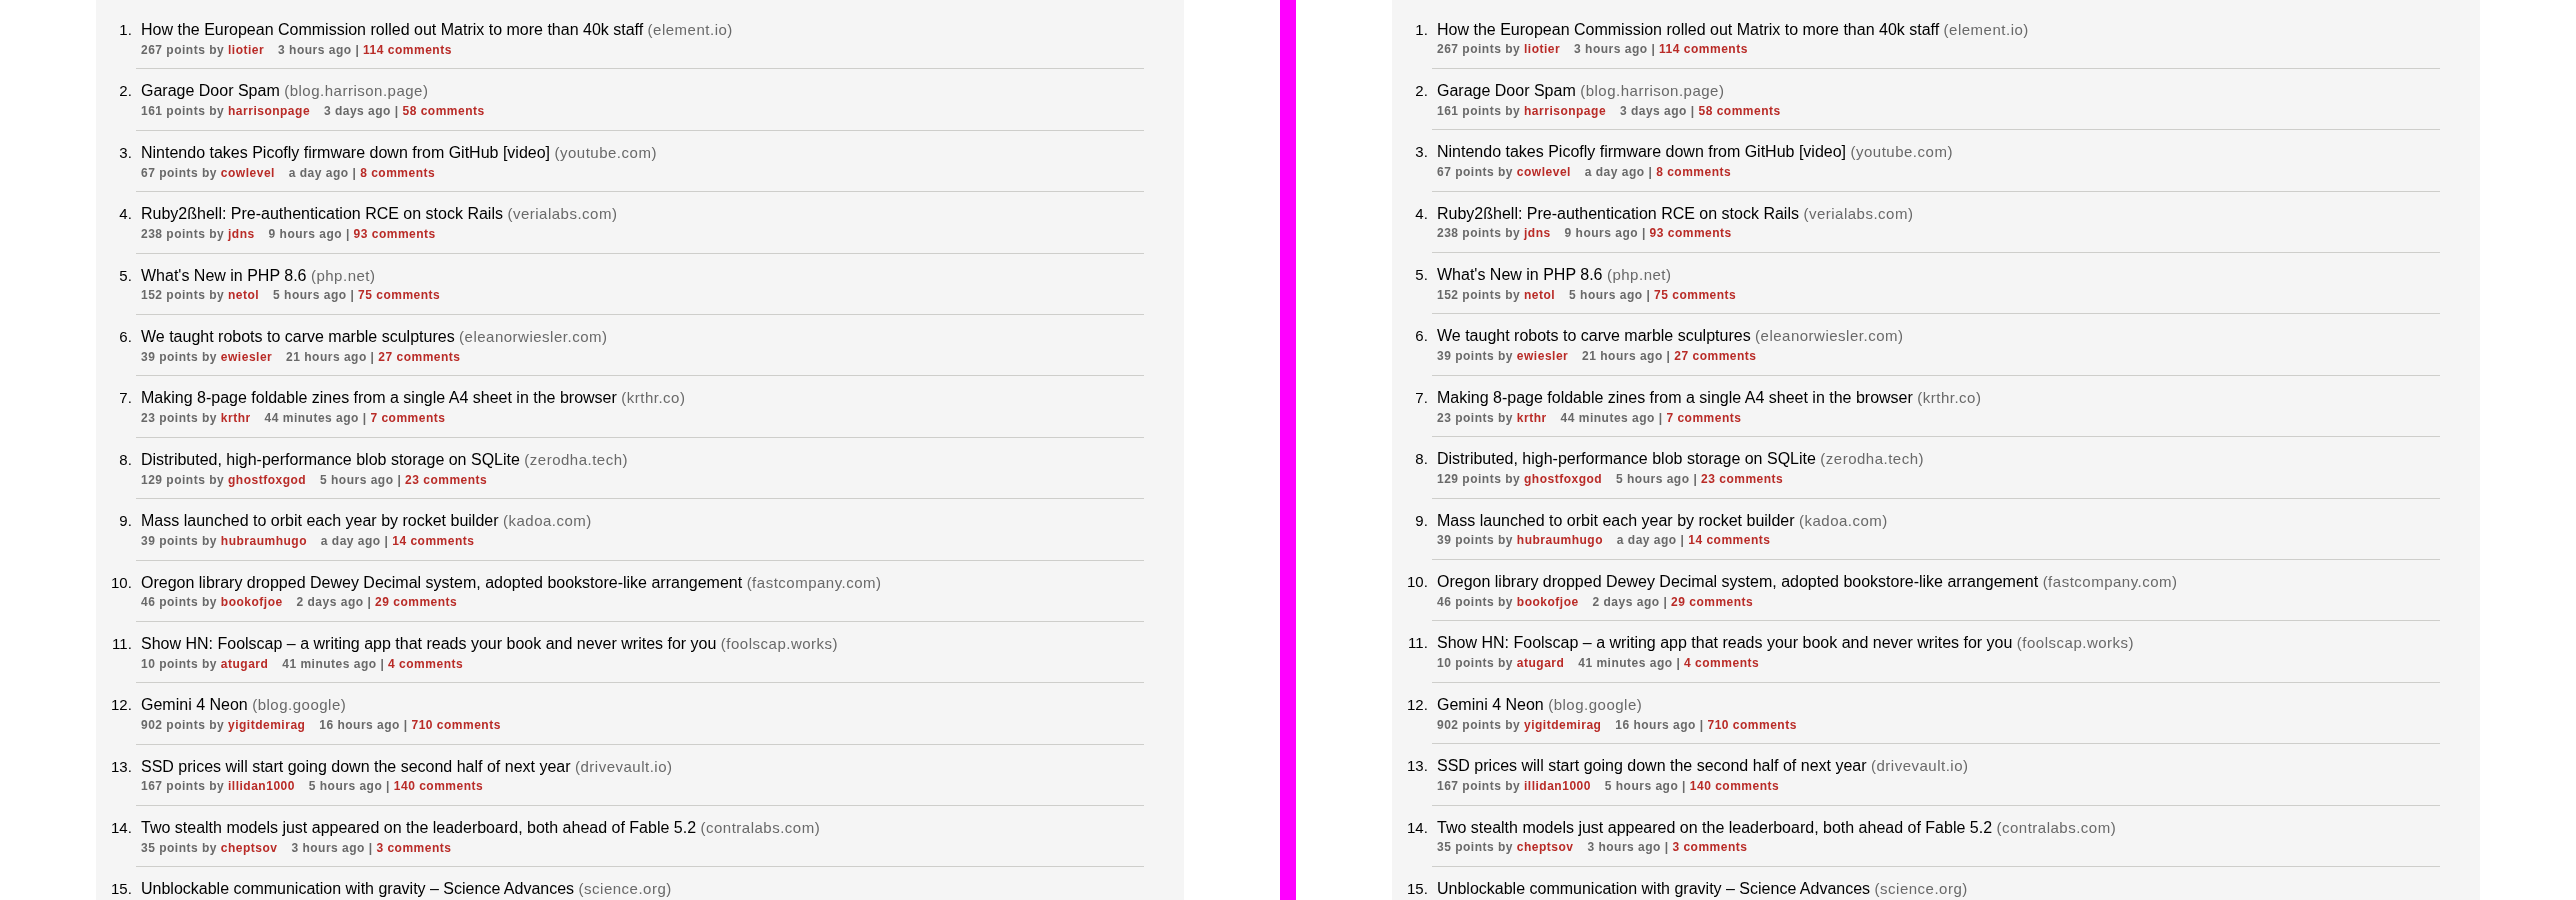 1. How the European Commission rolled out Matrix to more than 40k staff (element.io)
267 points by liotier 3 hours ago | 114 comments
2. Garage Door Spam (blog.harrison.page)
161 points by harrisonpage 3 days ago | 58 comments
3. Nintendo takes Picofly firmware down from GitHub [video] (youtube.com)
67 points by cowlevel a day ago | 8 comments
4. Ruby2ßhell: Pre-authentication RCE on stock Rails (verialabs.com)
238 points by jdns 9 hours ago | 93 comments
5. What's New in PHP 8.6 (php.net)
152 points by netol 5 hours ago | 75 comments
6. We taught robots to carve marble sculptures (eleanorwiesler.com)
39 points by ewiesler 21 hours ago | 27 comments
7. Making 8-page foldable zines from a single A4 sheet in the browser (krthr.co)
23 points by krthr 44 minutes ago | 7 comments
8. Distributed, high-performance blob storage on SQLite (zerodha.tech)
129 points by ghostfoxgod 5 hours ago | 23 comments
9. Mass launched to orbit each year by rocket builder (kadoa.com)
39 points by hubraumhugo a day ago | 14 comments
10. Oregon library dropped Dewey Decimal system, adopted bookstore-like arrangement (fastcompany.com)
46 points by bookofjoe 2 days ago | 29 comments
11. Show HN: Foolscap – a writing app that reads your book and never writes for you (foolscap.works)
10 points by atugard 41 minutes ago | 4 comments
12. Gemini 4 Neon (blog.google)
902 points by yigitdemirag 16 hours ago | 710 comments
13. SSD prices will start going down the second half of next year (drivevault.io)
167 points by illidan1000 5 hours ago | 140 comments
14. Two stealth models just appeared on the leaderboard, both ahead of Fable 5.2 (contralabs.com)
35 points by cheptsov 3 hours ago | 3 comments
15. Unblockable communication with gravity – Science Advances (science.org)
1. How the European Commission rolled out Matrix to more than 40k staff (element.io)
267 points by liotier 3 hours ago | 114 comments
2. Garage Door Spam (blog.harrison.page)
161 points by harrisonpage 3 days ago | 58 comments
3. Nintendo takes Picofly firmware down from GitHub [video] (youtube.com)
67 points by cowlevel a day ago | 8 comments
4. Ruby2ßhell: Pre-authentication RCE on stock Rails (verialabs.com)
238 points by jdns 9 hours ago | 93 comments
5. What's New in PHP 8.6 (php.net)
152 points by netol 5 hours ago | 75 comments
6. We taught robots to carve marble sculptures (eleanorwiesler.com)
39 points by ewiesler 21 hours ago | 27 comments
7. Making 8-page foldable zines from a single A4 sheet in the browser (krthr.co)
23 points by krthr 44 minutes ago | 7 comments
8. Distributed, high-performance blob storage on SQLite (zerodha.tech)
129 points by ghostfoxgod 5 hours ago | 23 comments
9. Mass launched to orbit each year by rocket builder (kadoa.com)
39 points by hubraumhugo a day ago | 14 comments
10. Oregon library dropped Dewey Decimal system, adopted bookstore-like arrangement (fastcompany.com)
46 points by bookofjoe 2 days ago | 29 comments
11. Show HN: Foolscap – a writing app that reads your book and never writes for you (foolscap.works)
10 points by atugard 41 minutes ago | 4 comments
12. Gemini 4 Neon (blog.google)
902 points by yigitdemirag 16 hours ago | 710 comments
13. SSD prices will start going down the second half of next year (drivevault.io)
167 points by illidan1000 5 hours ago | 140 comments
14. Two stealth models just appeared on the leaderboard, both ahead of Fable 5.2 (contralabs.com)
35 points by cheptsov 3 hours ago | 3 comments
15. Unblockable communication with gravity – Science Advances (science.org)